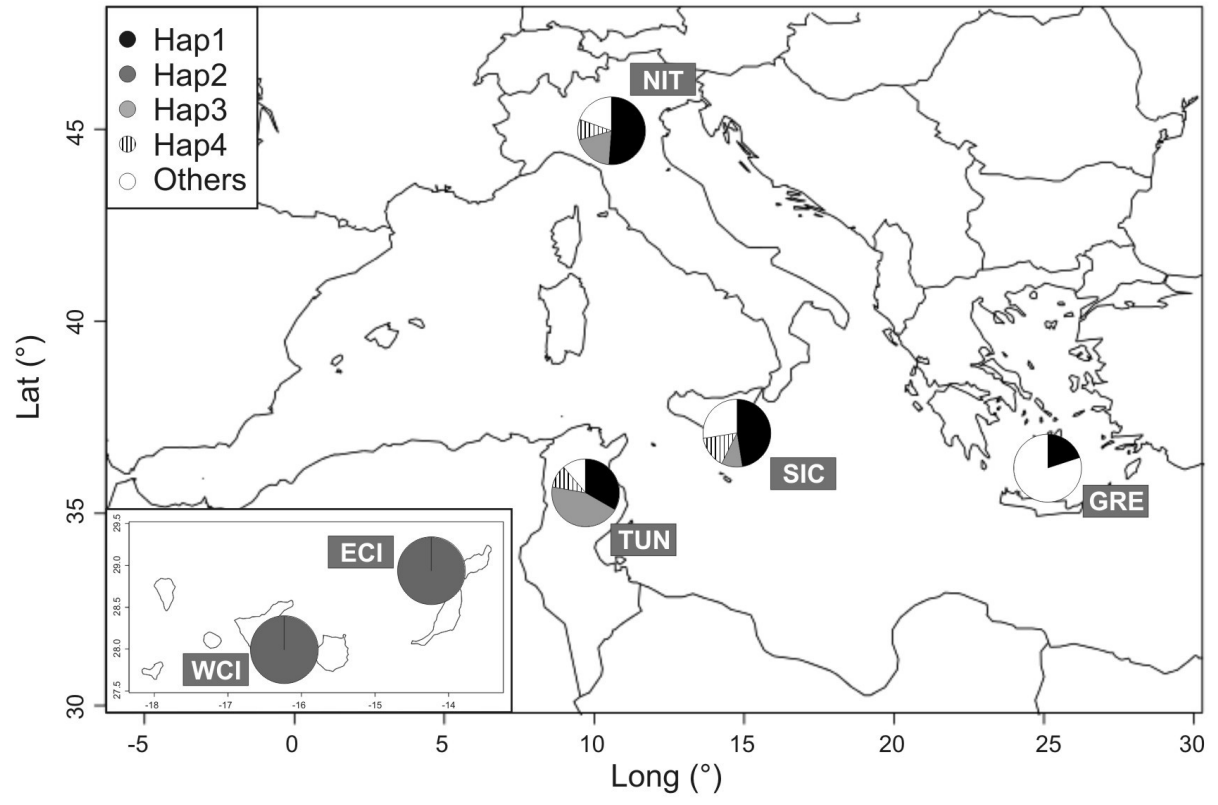 Hap1
Hap2
Hap3
Hap4
Others
NIT
SIC
GRE
TUN
ECI
WCI
Lat (°)
45
40
35
30
29.5
29.0
28.5
28.0
27.5
-18 -17 -16 -15 -14
-5 0 5 10 15 20 25 30
Long (°)